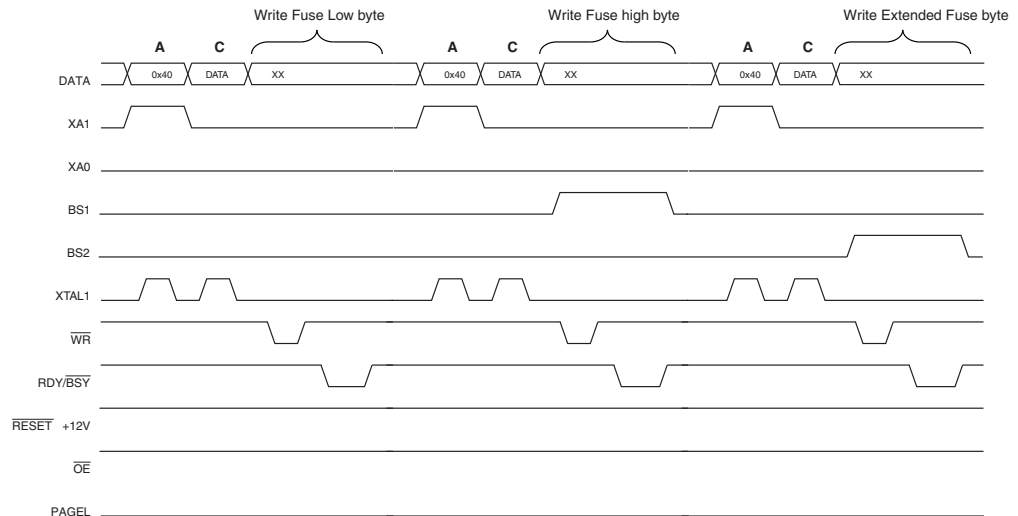 Write Fuse Low byte Write Fuse high byte Write Extended Fuse byte
A C A C A C
DATA 0x40 DATA XX 0x40 DATA XX 0x40 DATA XX
XA1
XA0
BS1
BS2
XTAL1
WR
RDY/BSY
RESET +12V
OE
PAGEL